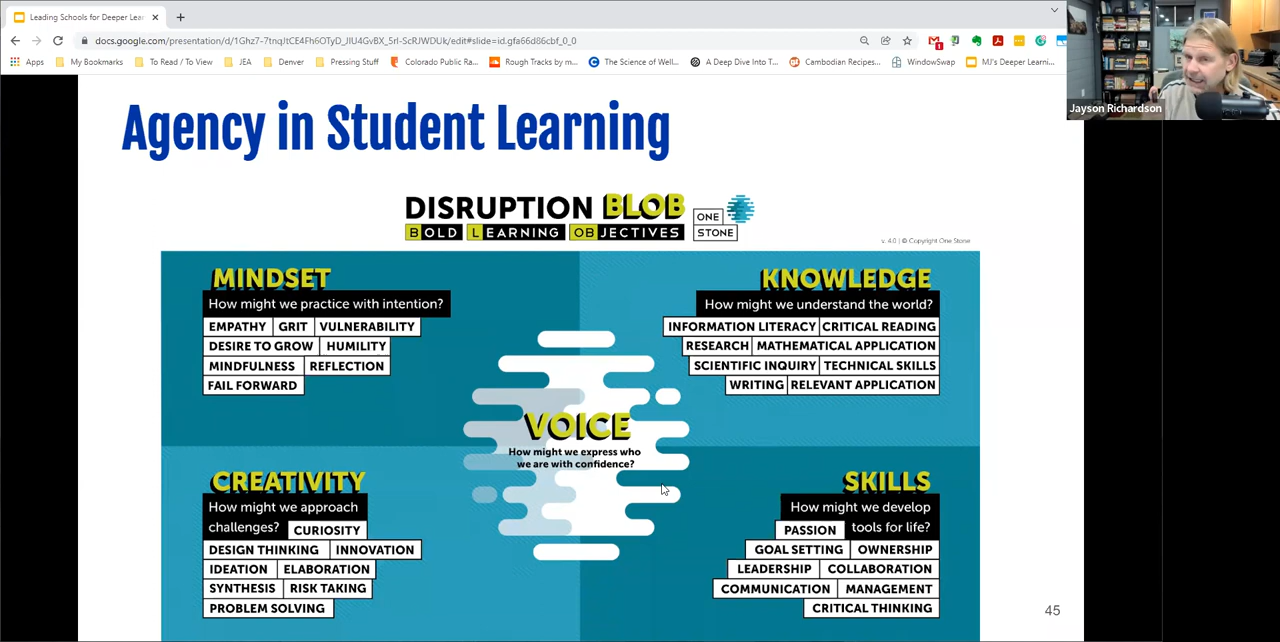 Leading Schools for Deeper Lear
docs.google.com/presentation/d/1Ghz7-7tnqJtCE4Fh6OTyD_JIU4GvBX_5rI-ScRJWDUk/edit#slide=id.gfa66d86cbf_0_0
Apps My Bookmarks To Read / To View JEA Denver Pressing Stuff Colorado Public Ra... Rough Tracks by m... The Science of Well... A Deep Dive Into T... Cambodian Recipes... WindowSwap MJ's Deeper Learni...
Jayson Richardson
Agency in Student Learning
DISRUPTION BLOB
BOLD LEARNING OBJECTIVES
ONE
STONE
v. 4.0 | © Copyright One Stone
MINDSET
How might we practice with intention?
EMPATHY GRIT VULNERABILITY
DESIRE TO GROW HUMILITY
MINDFULNESS REFLECTION
FAIL FORWARD
KNOWLEDGE
How might we understand the world?
INFORMATION LITERACY CRITICAL READING
RESEARCH MATHEMATICAL APPLICATION
SCIENTIFIC INQUIRY TECHNICAL SKILLS
WRITING RELEVANT APPLICATION
VOICE
How might we express who
we are with confidence?
CREATIVITY
How might we approach
challenges? CURIOSITY
DESIGN THINKING INNOVATION
IDEATION ELABORATION
SYNTHESIS RISK TAKING
PROBLEM SOLVING
SKILLS
How might we develop
PASSION tools for life?
GOAL SETTING OWNERSHIP
LEADERSHIP COLLABORATION
COMMUNICATION MANAGEMENT
CRITICAL THINKING
45